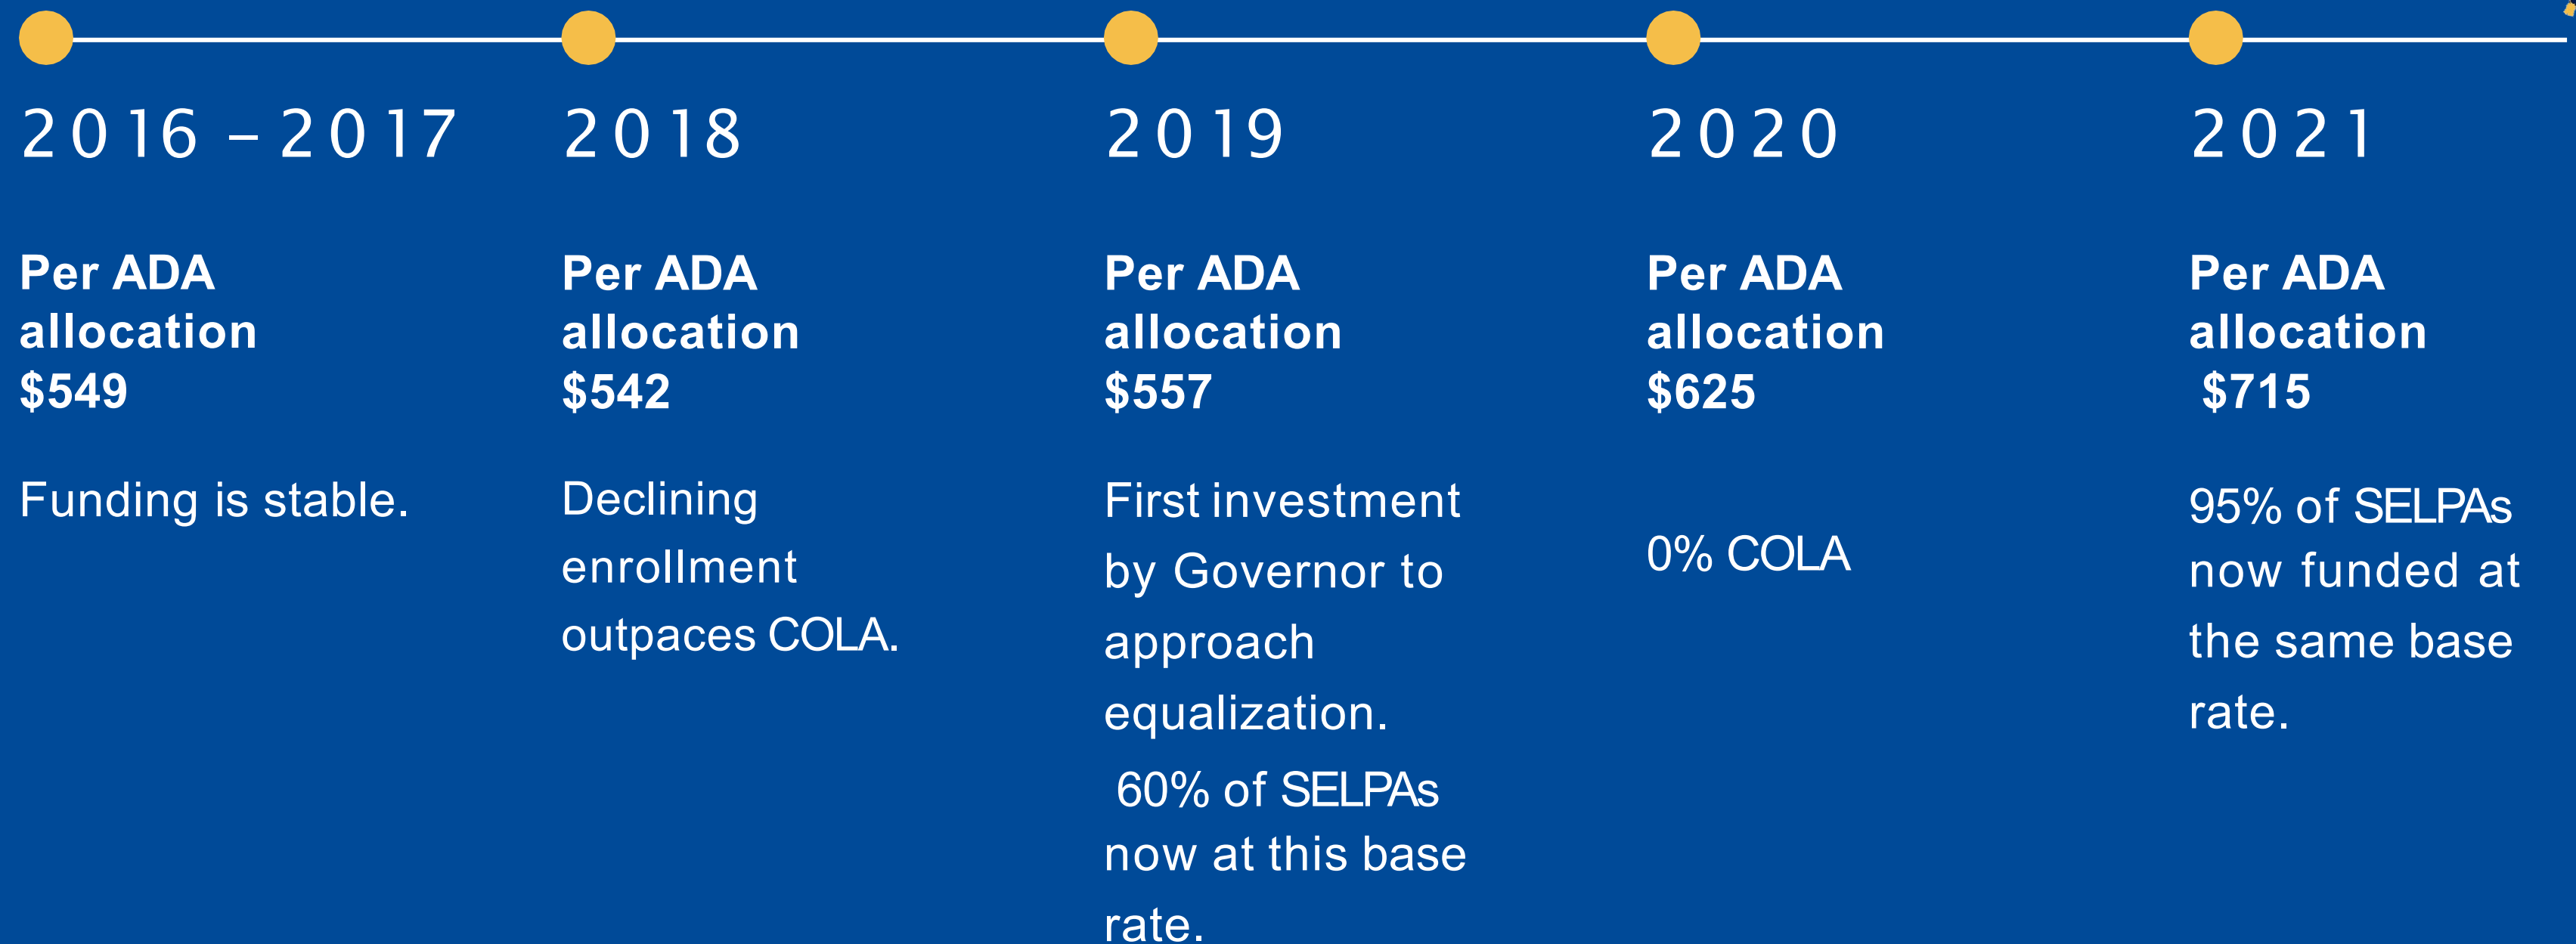 2016 – 2017
Per ADA
allocation
$549
Funding is stable.
2018
Per ADA
allocation
$542
Declining
enrollment
outpaces COLA.
2019
Per ADA
allocation
$557
First investment
by Governor to
approach
equalization.
60% of SELPAs
now at this base
rate.
2020
Per ADA
allocation
$625
0% COLA
2021
Per ADA
allocation
$715
95% of SELPAs
now funded at
the same base
rate.